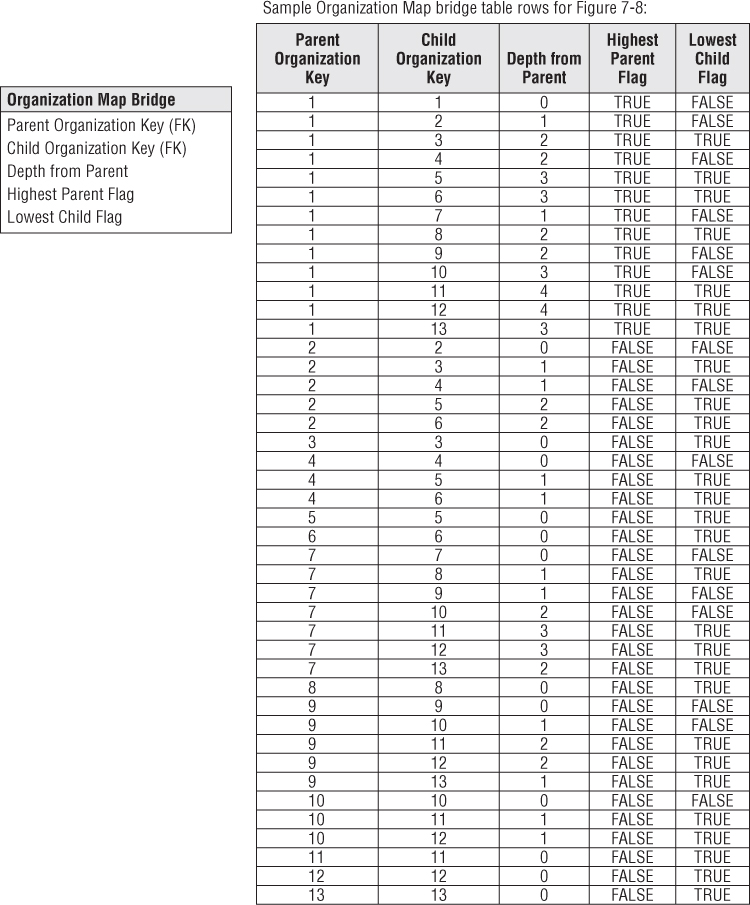 Sample Organization Map bridge table rows for Figure 7-8:
Organization Map Bridge
Parent Organization Key (FK)
Child Organization Key (FK)
Depth from Parent
Highest Parent Flag
Lowest Child Flag
Parent Organization Key Child Organization Key Depth from Parent Highest Parent Flag Lowest Child Flag
1 1 0 TRUE FALSE
1 2 1 TRUE FALSE
1 3 2 TRUE TRUE
1 4 2 TRUE FALSE
1 5 3 TRUE TRUE
1 6 3 TRUE TRUE
1 7 1 TRUE FALSE
1 8 2 TRUE TRUE
1 9 2 TRUE FALSE
1 10 3 TRUE FALSE
1 11 4 TRUE TRUE
1 12 4 TRUE TRUE
1 13 3 TRUE TRUE
2 2 0 FALSE FALSE
2 3 1 FALSE TRUE
2 4 1 FALSE FALSE
2 5 2 FALSE TRUE
2 6 2 FALSE TRUE
3 3 0 FALSE TRUE
4 4 0 FALSE FALSE
4 5 1 FALSE TRUE
4 6 1 FALSE TRUE
5 5 0 FALSE TRUE
6 6 0 FALSE TRUE
7 7 0 FALSE FALSE
7 8 1 FALSE TRUE
7 9 1 FALSE FALSE
7 10 2 FALSE FALSE
7 11 3 FALSE TRUE
7 12 3 FALSE TRUE
7 13 2 FALSE TRUE
8 8 0 FALSE TRUE
9 9 0 FALSE FALSE
9 10 1 FALSE FALSE
9 11 2 FALSE TRUE
9 12 2 FALSE TRUE
9 13 1 FALSE TRUE
10 10 0 FALSE FALSE
10 11 1 FALSE TRUE
10 12 1 FALSE TRUE
11 11 0 FALSE TRUE
12 12 0 FALSE TRUE
13 13 0 FALSE TRUE